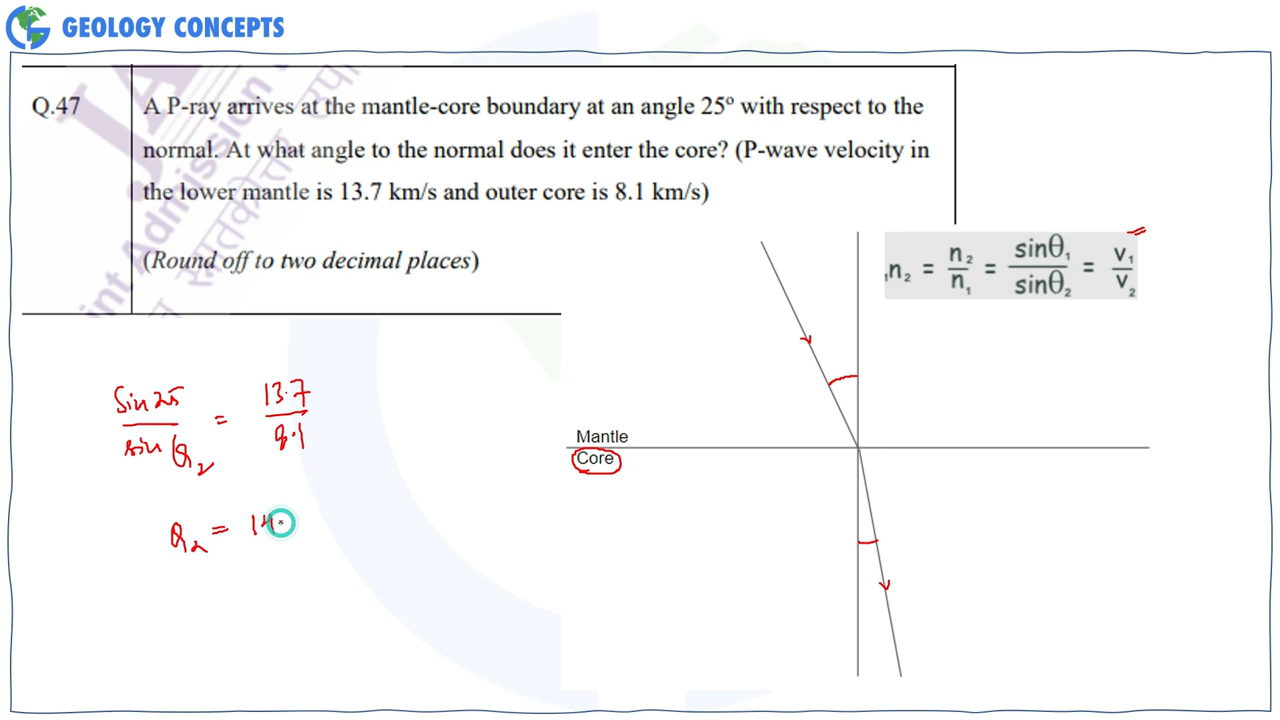 GEOLOGY CONCEPTS
Q.47
A P-ray arrives at the mantle-core boundary at an angle 25º with respect to the
normal. At what angle to the normal does it enter the core? (P-wave velocity in
the lower mantle is 13.7 km/s and outer core is 8.1 km/s)
(Round off to two decimal places)
₁n₂ = n₂/n₁ = sinθ₁/sinθ₂ = v₁/v₂
Sin 25 / sin θ₂ = 13.7 / 8.1
θ₂ = 14.
Mantle
Core